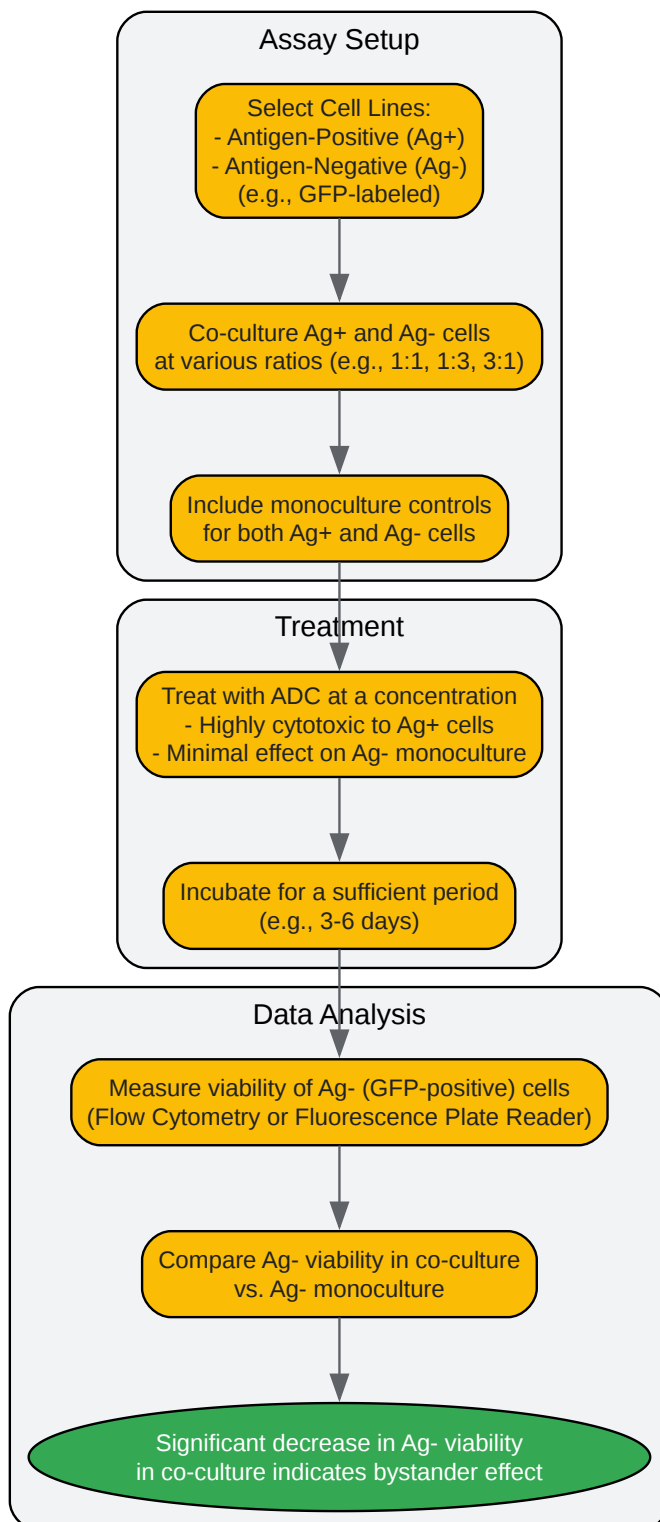 Assay Setup
Select Cell Lines:
- Antigen-Positive (Ag+)
- Antigen-Negative (Ag-)
(e.g., GFP-labeled)
Co-culture Ag+ and Ag- cells
at various ratios (e.g., 1:1, 1:3, 3:1)
Include monoculture controls
for both Ag+ and Ag- cells
Treatment
Treat with ADC at a concentration
- Highly cytotoxic to Ag+ cells
- Minimal effect on Ag- monoculture
Incubate for a sufficient period
(e.g., 3-6 days)
Data Analysis
Measure viability of Ag- (GFP-positive) cells
(Flow Cytometry or Fluorescence Plate Reader)
Compare Ag- viability in co-culture
vs. Ag- monoculture
Significant decrease in Ag- viability
in co-culture indicates bystander effect